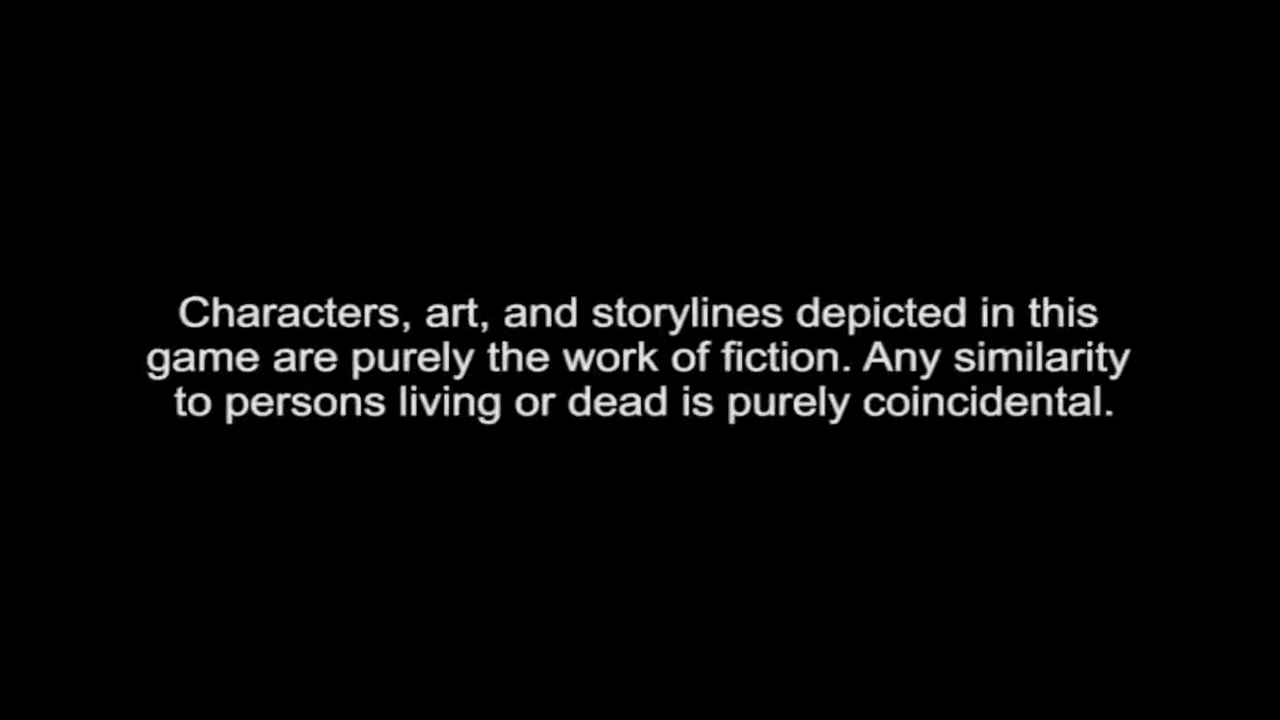 Characters, art, and storylines depicted in this
game are purely the work of fiction. Any similarity
to persons living or dead is purely coincidental.